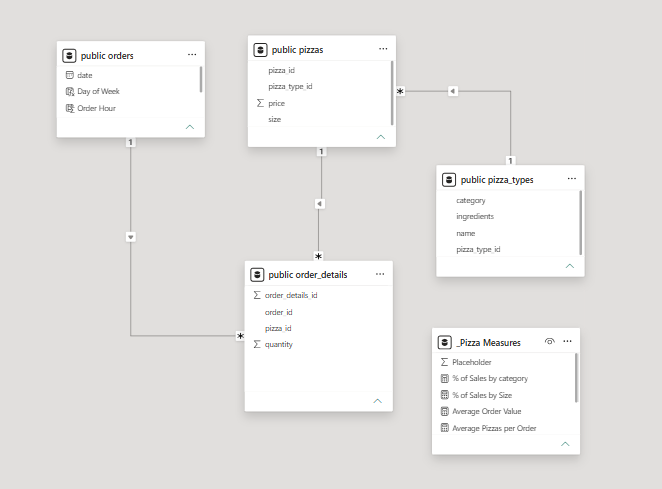 public orders
date
Day of Week
Order Hour
1
public pizzas
pizza_id
pizza_type_id
price
size
1
*
1
public pizza_types
category
ingredients
name
pizza_type_id
*
public order_details
order_details_id
order_id
pizza_id
quantity
*
_Pizza Measures
Placeholder
% of Sales by category
% of Sales by Size
Average Order Value
Average Pizzas per Order